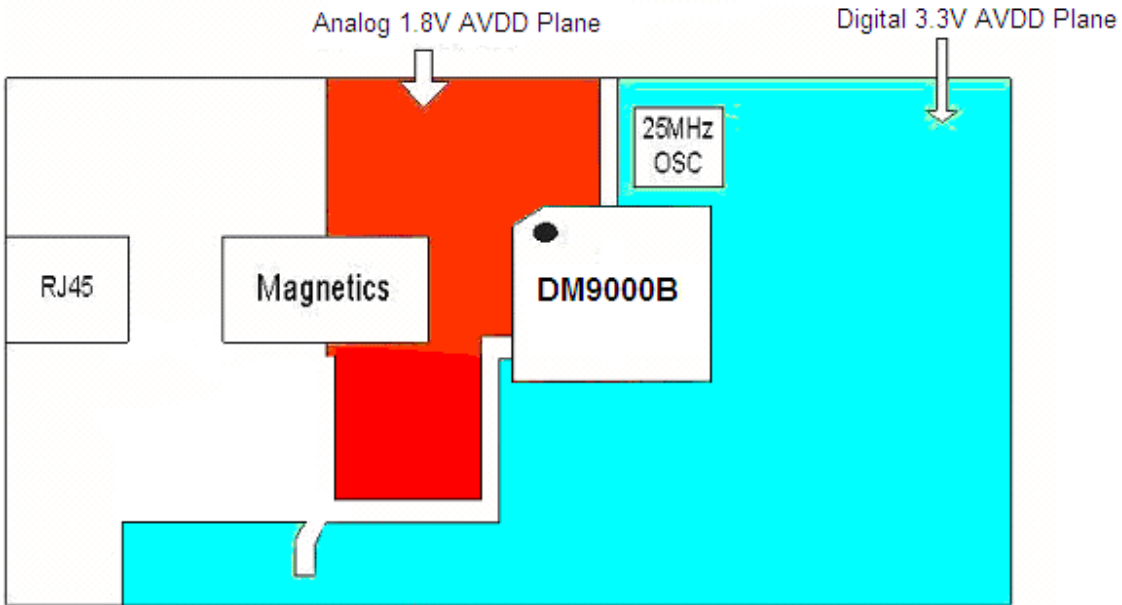 Analog 1.8V AVDD Plane
Digital 3.3V AVDD Plane
25MHz
OSC
RJ45
Magnetics
DM9000B